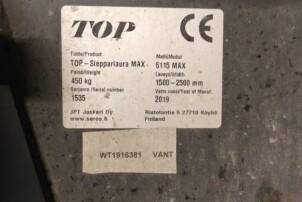 TOP CE
Tuote/Product Malli/Model
TOP-Sieppariaura MAX 6115 MAX
Paino/Weight Leveys/Width
450 kg 1500-2500 mm
Sarjanro /Serial number Valm.vuosi/Year of Manuf.
1535 2019
JPT Jaskari Oy Ristolantie 5 27710 Köyliö
www.serco.fi Finland
WT1916381 VANT